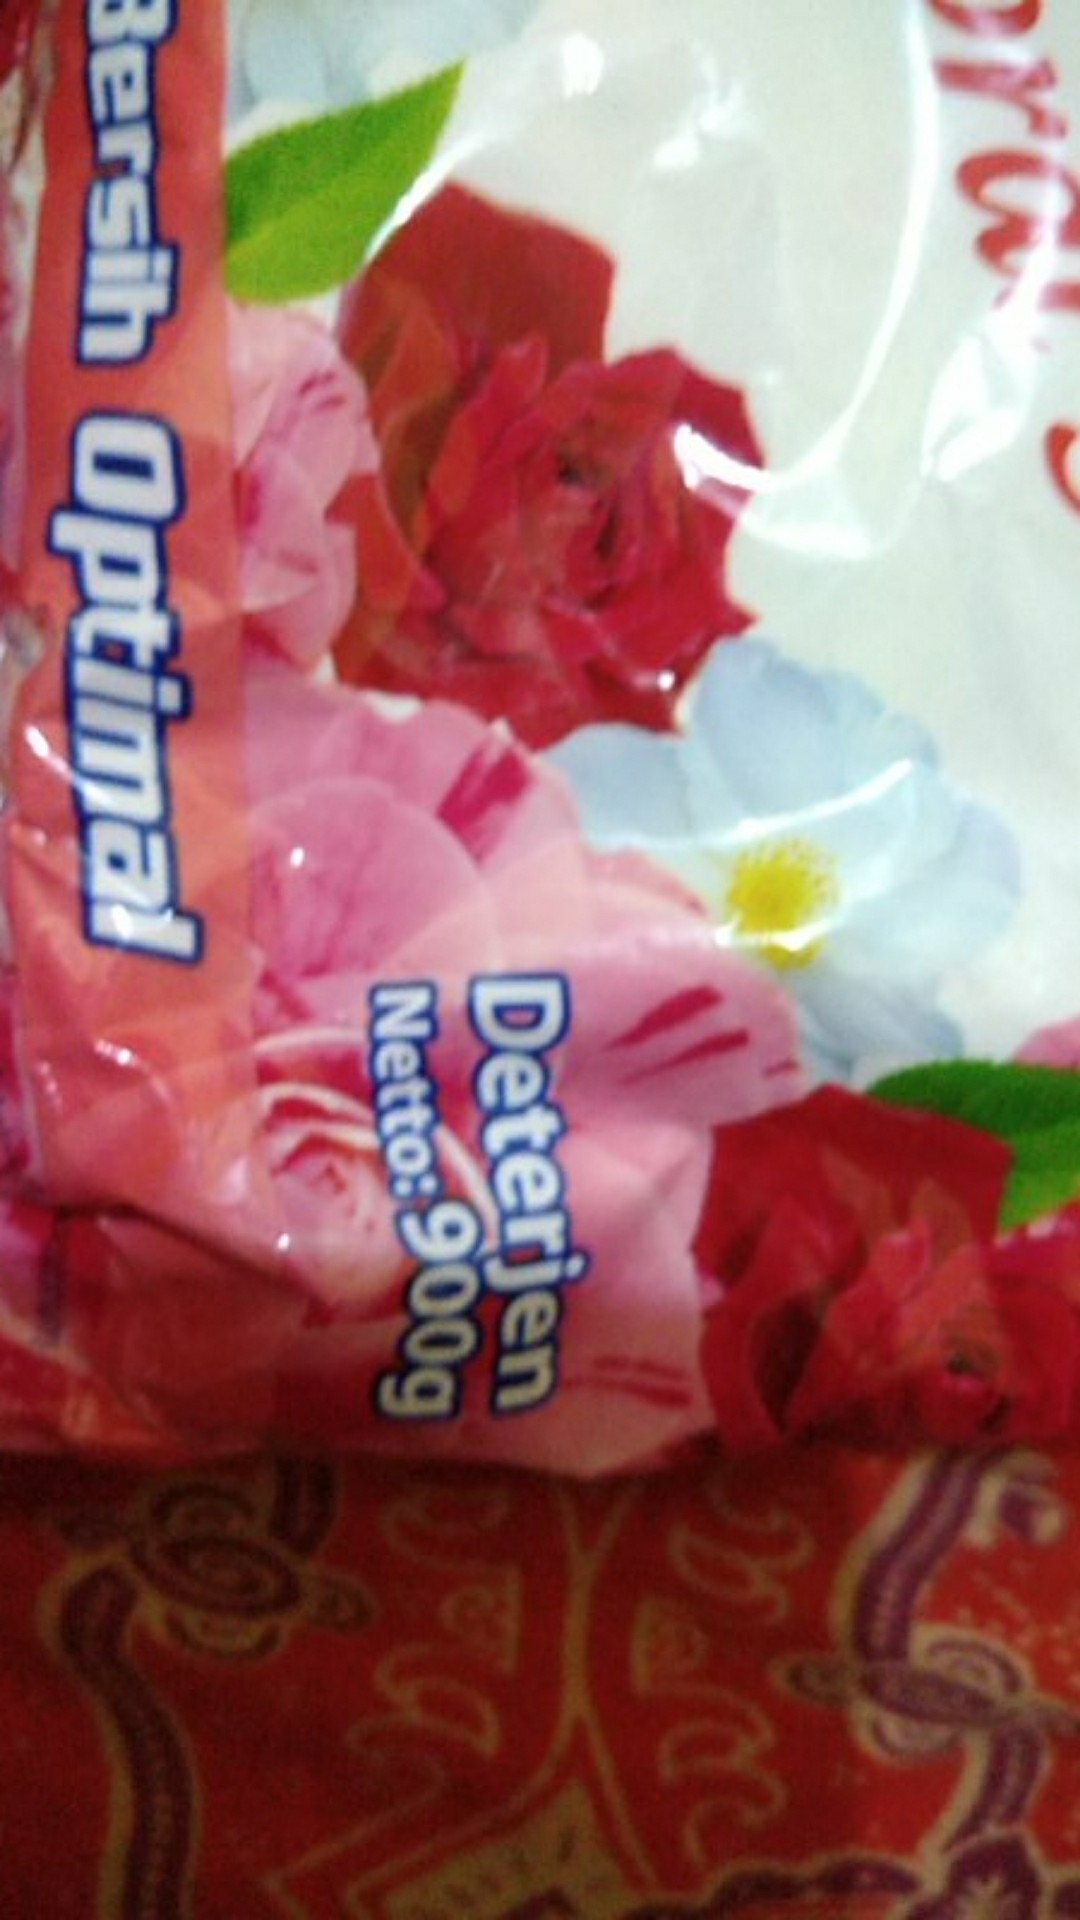 Bersih Optimal
Deterjen
Netto: 900g